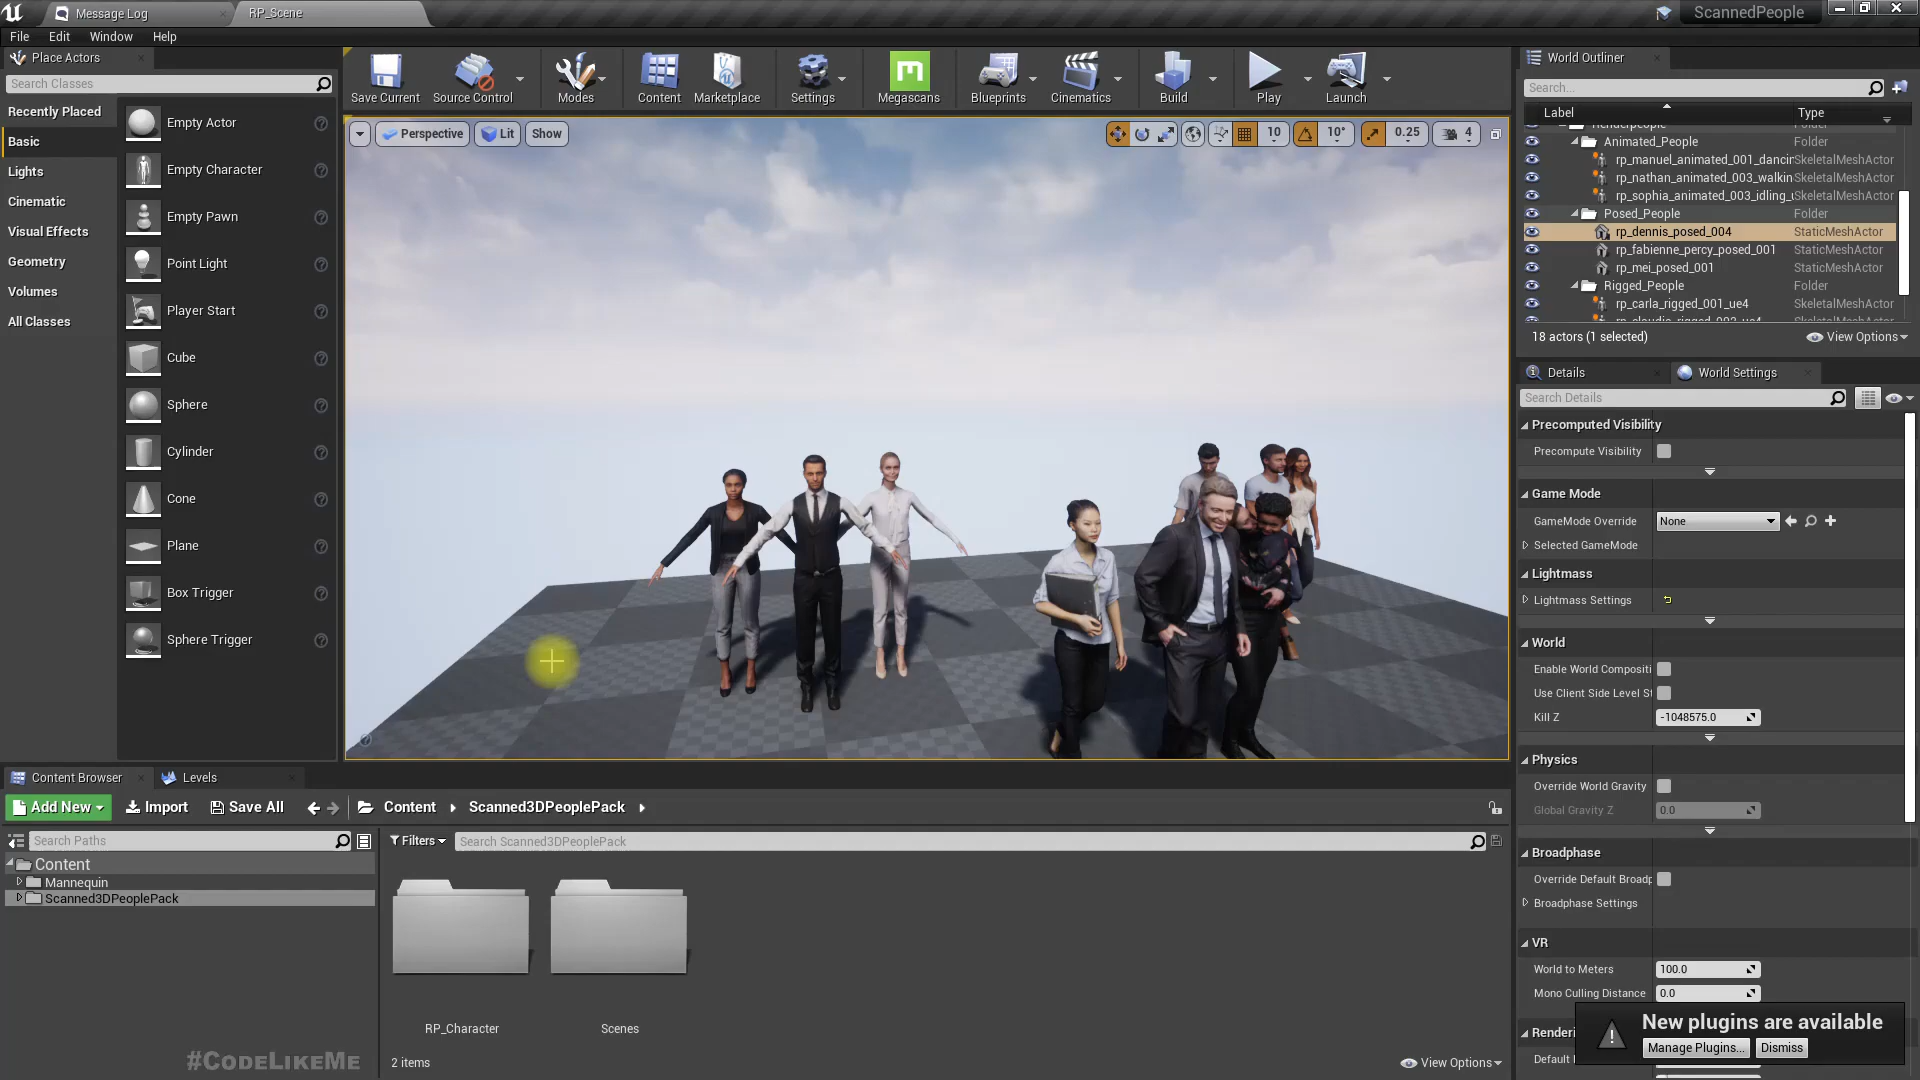 Message Log
RP_Scene
ScannedPeople
File Edit Window Help
Place Actors
Search Classes
Recently Placed
Basic
Lights
Cinematic
Visual Effects
Geometry
Volumes
All Classes
Empty Actor
Empty Character
Empty Pawn
Point Light
Player Start
Cube
Sphere
Cylinder
Cone
Plane
Box Trigger
Sphere Trigger
Save Current
Source Control
Modes
Content
Marketplace
Settings
Megascans
Blueprints
Cinematics
Build
Play
Launch
Perspective Lit Show
10 10° 0.25 4
World Outliner
Search...
Label Type
Animated_People Folder
rp_manuel_animated_001_dancin SkeletalMeshActor
rp_nathan_animated_003_walkin SkeletalMeshActor
rp_sophia_animated_003_idling_u SkeletalMeshActor
Posed_People Folder
rp_dennis_posed_004 StaticMeshActor
rp_fabienne_percy_posed_001 StaticMeshActor
rp_mei_posed_001 StaticMeshActor
Rigged_People Folder
rp_carla_rigged_001_ue4 SkeletalMeshActor
18 actors (1 selected)
View Options
Details
World Settings
Search Details
Precomputed Visibility
Precompute Visibility
Game Mode
GameMode Override None
Selected GameMode
Lightmass
Lightmass Settings
World
Enable World Compositi
Use Client Side Level St
Kill Z -1048575.0
Physics
Override World Gravity
Global Gravity Z 0.0
Broadphase
Override Default Broadp
Broadphase Settings
VR
World to Meters 100.0
Mono Culling Distance 0.0
Renderi
Default
New plugins are available
Manage Plugins... Dismiss
Content Browser
Levels
Add New Import Save All Content Scanned3DPeoplePack
Search Paths
Filters
Search Scanned3DPeoplePack
Content
Mannequin
Scanned3DPeoplePack
RP_Character
Scenes
2 items
View Options
#CodeLikeMe